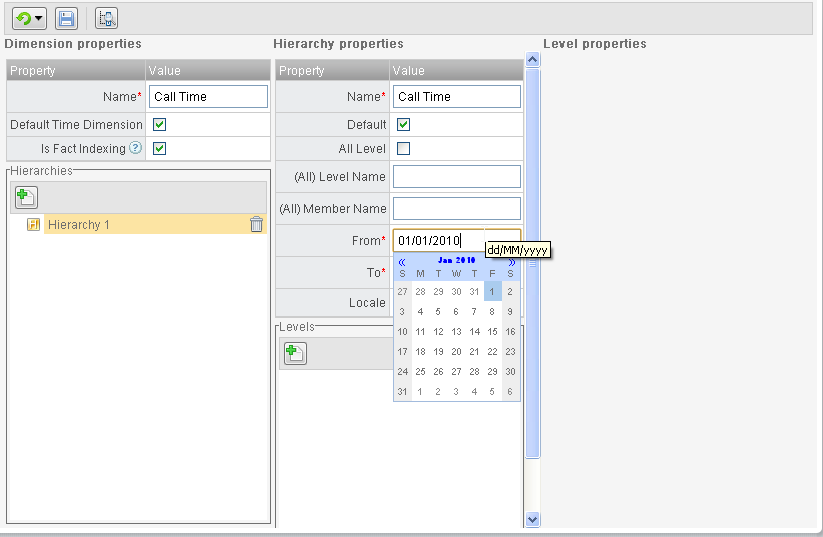 Dimension properties
Property Value
Name* Call Time
Default Time Dimension
Is Fact Indexing ?
Hierarchies
Hierarchy 1
Hierarchy properties
Property Value
Name* Call Time
Default
All Level
(All) Level Name
(All) Member Name
From* 01/01/2010
dd/MM/yyyy
To*
Locale
« Jan 2010 »
S M T W T F S
27 28 29 30 31 1 2
3 4 5 6 7 8 9
10 11 12 13 14 15 16
17 18 19 20 21 22 23
24 25 26 27 28 29 30
31 1 2 3 4 5 6
Levels
Level properties